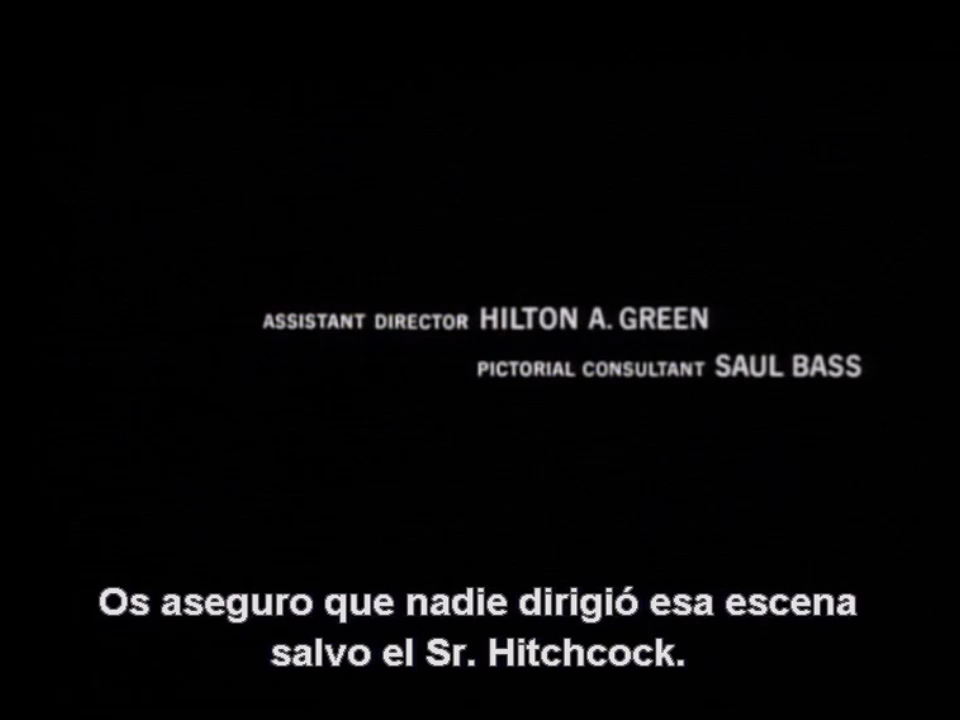 ASSISTANT DIRECTOR HILTON A. GREEN
PICTORIAL CONSULTANT SAUL BASS
Os aseguro que nadie dirigió esa escena
salvo el Sr. Hitchcock.